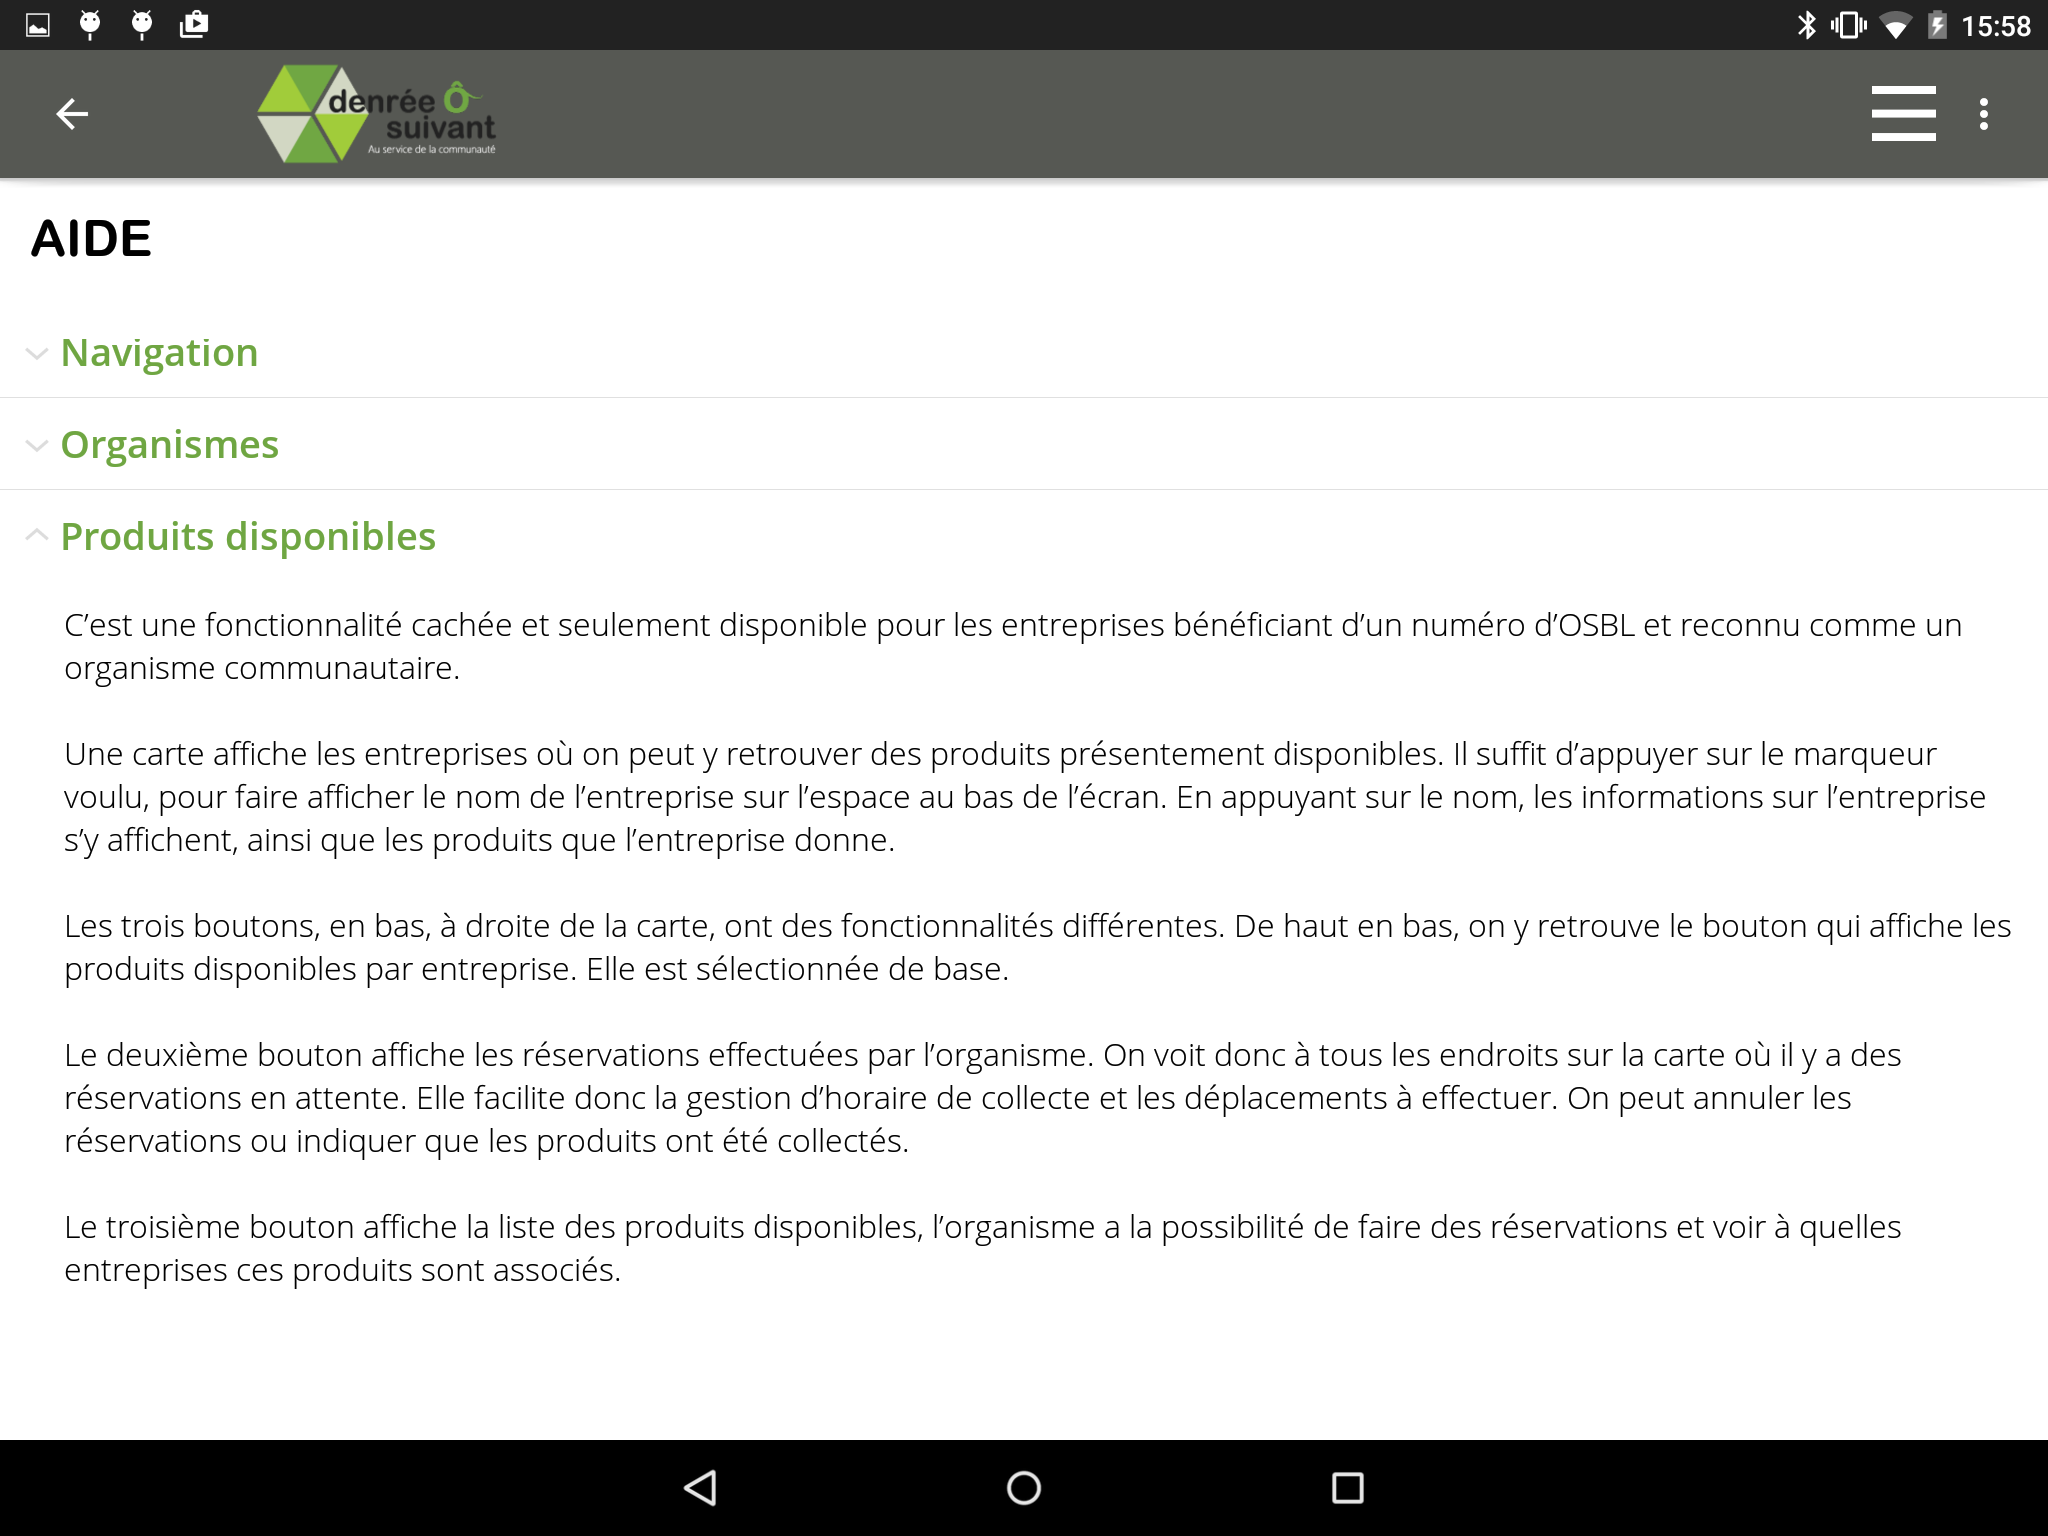 15:58
denrée Ô
suivant
Au service de la communauté
AIDE
Navigation
Organismes
Produits disponibles
C’est une fonctionnalité cachée et seulement disponible pour les entreprises bénéficiant d’un numéro d’OSBL et reconnu comme un
organisme communautaire.
Une carte affiche les entreprises où on peut y retrouver des produits présentement disponibles. Il suffit d’appuyer sur le marqueur
voulu, pour faire afficher le nom de l’entreprise sur l’espace au bas de l’écran. En appuyant sur le nom, les informations sur l’entreprise
s’y affichent, ainsi que les produits que l’entreprise donne.
Les trois boutons, en bas, à droite de la carte, ont des fonctionnalités différentes. De haut en bas, on y retrouve le bouton qui affiche les
produits disponibles par entreprise. Elle est sélectionnée de base.
Le deuxième bouton affiche les réservations effectuées par l’organisme. On voit donc à tous les endroits sur la carte où il y a des
réservations en attente. Elle facilite donc la gestion d’horaire de collecte et les déplacements à effectuer. On peut annuler les
réservations ou indiquer que les produits ont été collectés.
Le troisième bouton affiche la liste des produits disponibles, l’organisme a la possibilité de faire des réservations et voir à quelles
entreprises ces produits sont associés.